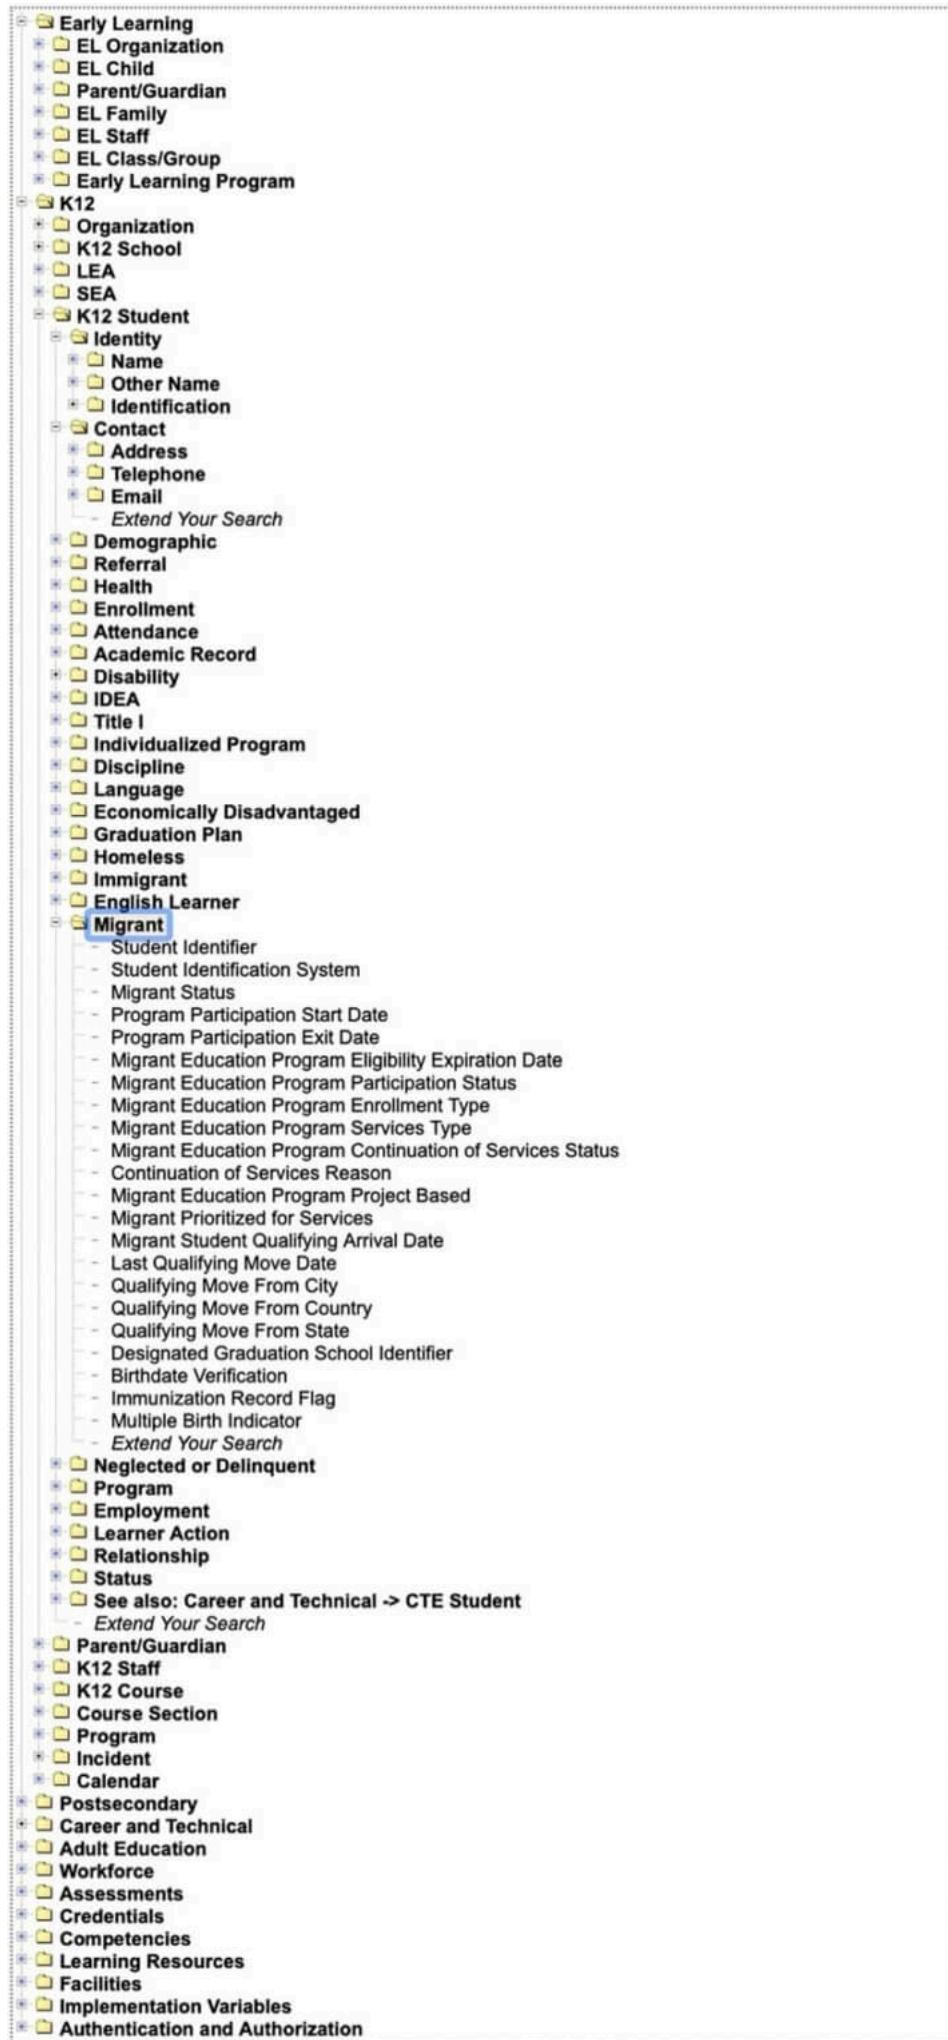 Early Learning
EL Organization
EL Child
Parent/Guardian
EL Family
EL Staff
EL Class/Group
Early Learning Program
K12
Organization
K12 School
LEA
SEA
K12 Student
Identity
Name
Other Name
Identification
Contact
Address
Telephone
Email
Extend Your Search
Demographic
Referral
Health
Enrollment
Attendance
Academic Record
Disability
IDEA
Title I
Individualized Program
Discipline
Language
Economically Disadvantaged
Graduation Plan
Homeless
Immigrant
English Learner
Migrant
Student Identifier
Student Identification System
Migrant Status
Program Participation Start Date
Program Participation Exit Date
Migrant Education Program Eligibility Expiration Date
Migrant Education Program Participation Status
Migrant Education Program Enrollment Type
Migrant Education Program Services Type
Migrant Education Program Continuation of Services Status
Continuation of Services Reason
Migrant Education Program Project Based
Migrant Prioritized for Services
Migrant Student Qualifying Arrival Date
Last Qualifying Move Date
Qualifying Move From City
Qualifying Move From Country
Qualifying Move From State
Designated Graduation School Identifier
Birthdate Verification
Immunization Record Flag
Multiple Birth Indicator
Extend Your Search
Neglected or Delinquent
Program
Employment
Learner Action
Relationship
Status
See also: Career and Technical -> CTE Student
Extend Your Search
Parent/Guardian
K12 Staff
K12 Course
Course Section
Program
Incident
Calendar
Postsecondary
Career and Technical
Adult Education
Workforce
Assessments
Credentials
Competencies
Learning Resources
Facilities
Implementation Variables
Authentication and Authorization